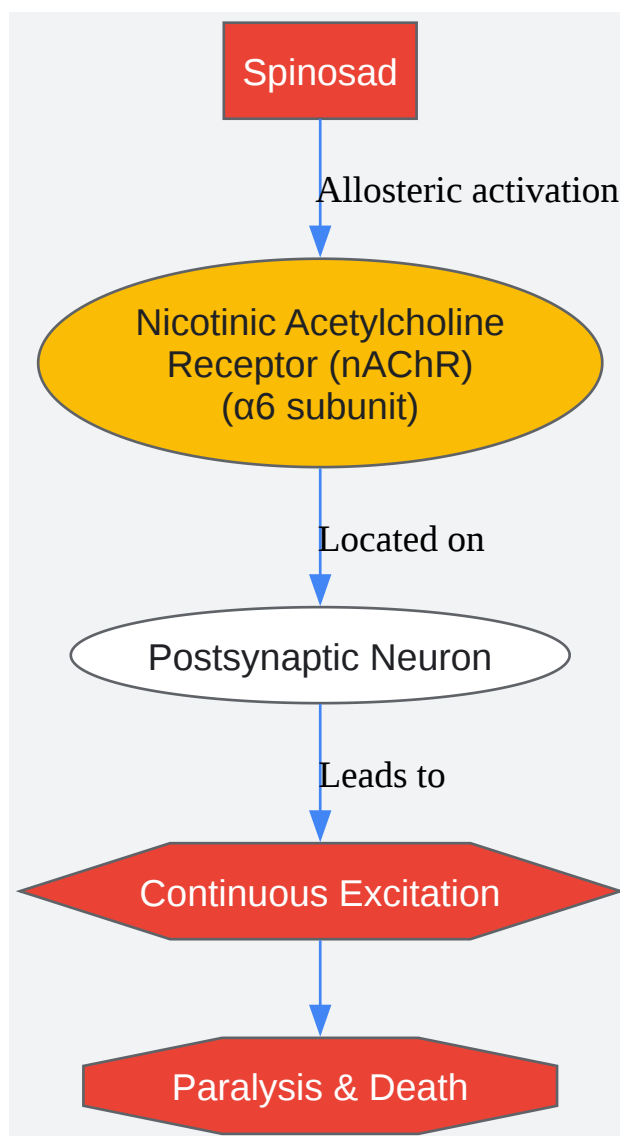 Spinosad
Allosteric activation
Nicotinic Acetylcholine
Receptor (nAChR)
(α6 subunit)
Located on
Postsynaptic Neuron
Leads to
Continuous Excitation
Paralysis & Death